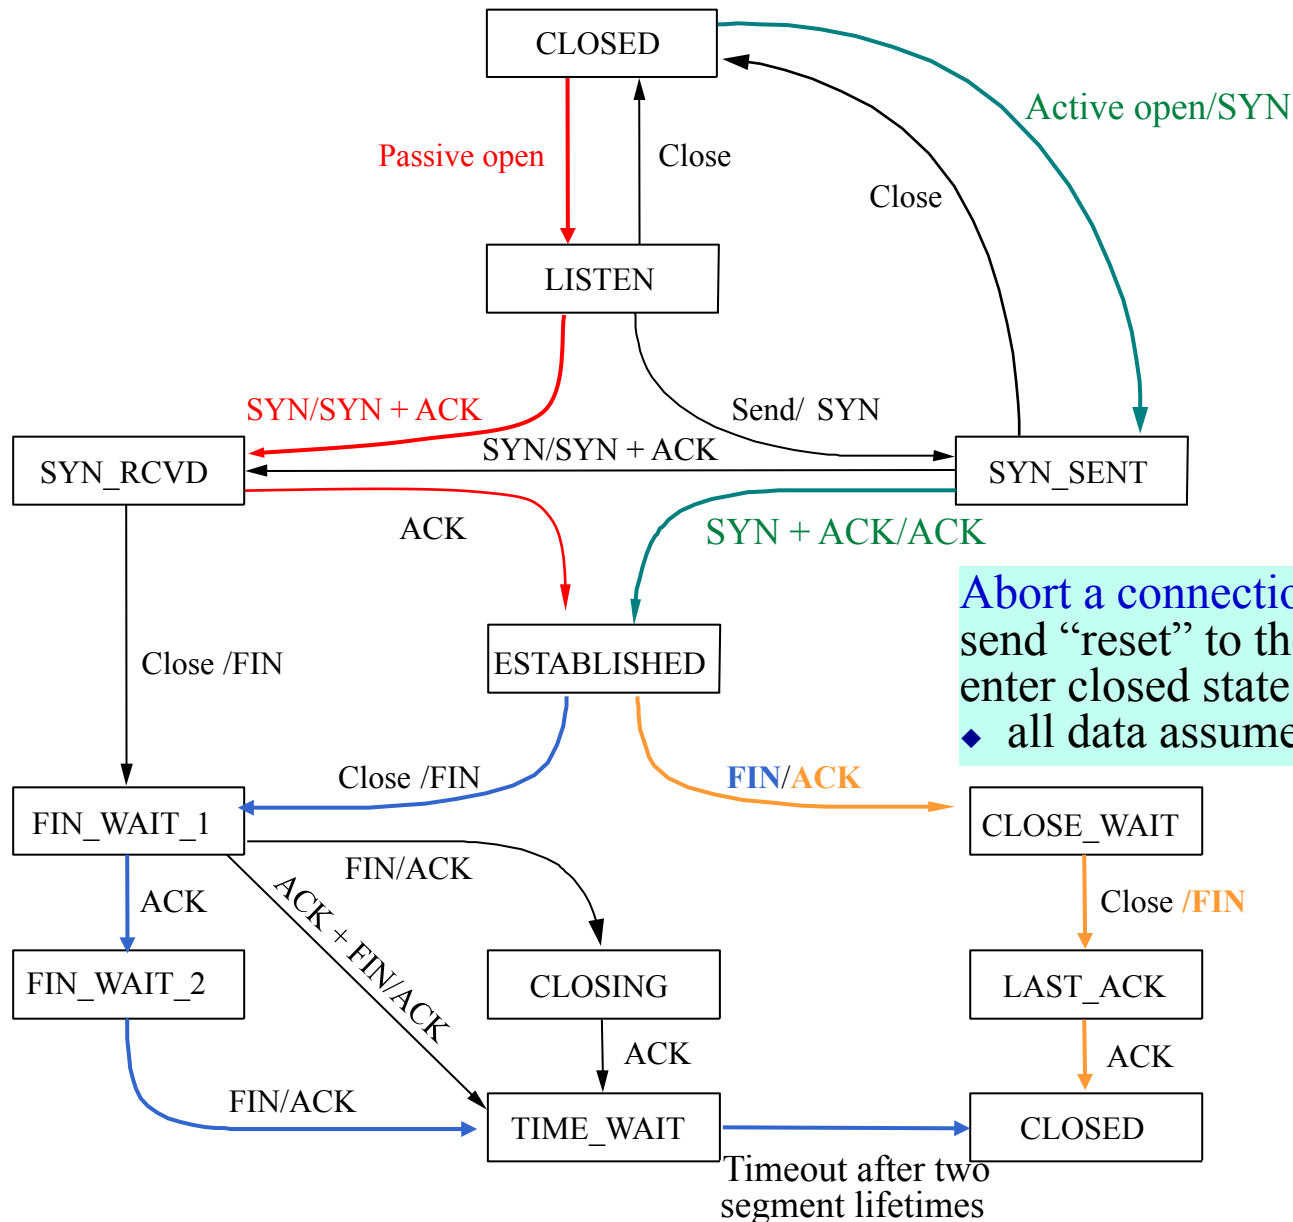 CLOSED
Active open/SYN
Passive open
Close
Close
LISTEN
SYN/SYN + ACK
Send/ SYN
SYN/SYN + ACK
SYN_RCVD
SYN_SENT
ACK
SYN + ACK/ACK
Abort a
send “reset” to
enter closed state
◆ all data
ESTABLISHED
Close /FIN
Close /FIN
FIN/ACK
FIN_WAIT_1
CLOSE_WAIT
FIN/ACK
ACK
ACK + FIN/ACK
Close /FIN
FIN_WAIT_2
CLOSING
LAST_ACK
ACK
ACK
FIN/ACK
TIME_WAIT
CLOSED
Timeout after two
segment lifetimes